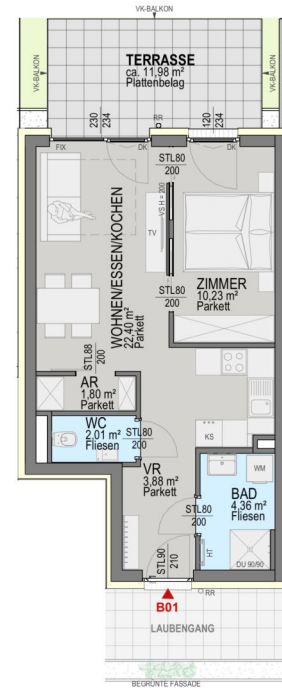 VK-BALKON
VK-BALKON
VK-BALKON
TERRASSE
ca. 11,98 m²
Plattenbelag
230
234
RR
120
234
FIX
DK
DK
STL80
200
VS H = 200
TV
WOHNEN/ESSEN/KOCHEN
22,40 m²
Parkett
ZIMMER
10,23 m²
Parkett
STL80
200
STL88
200
AR
1,80 m²
Parkett
WC
2,01 m²
Fliesen
STL80
200
KS
VR
3,88 m²
Parkett
WM
BAD
4,36 m²
Fliesen
STL80
200
HT
DU 90/90
STL90
210
RR
B01
LAUBENGANG
BEGRÜNTE FASSADE